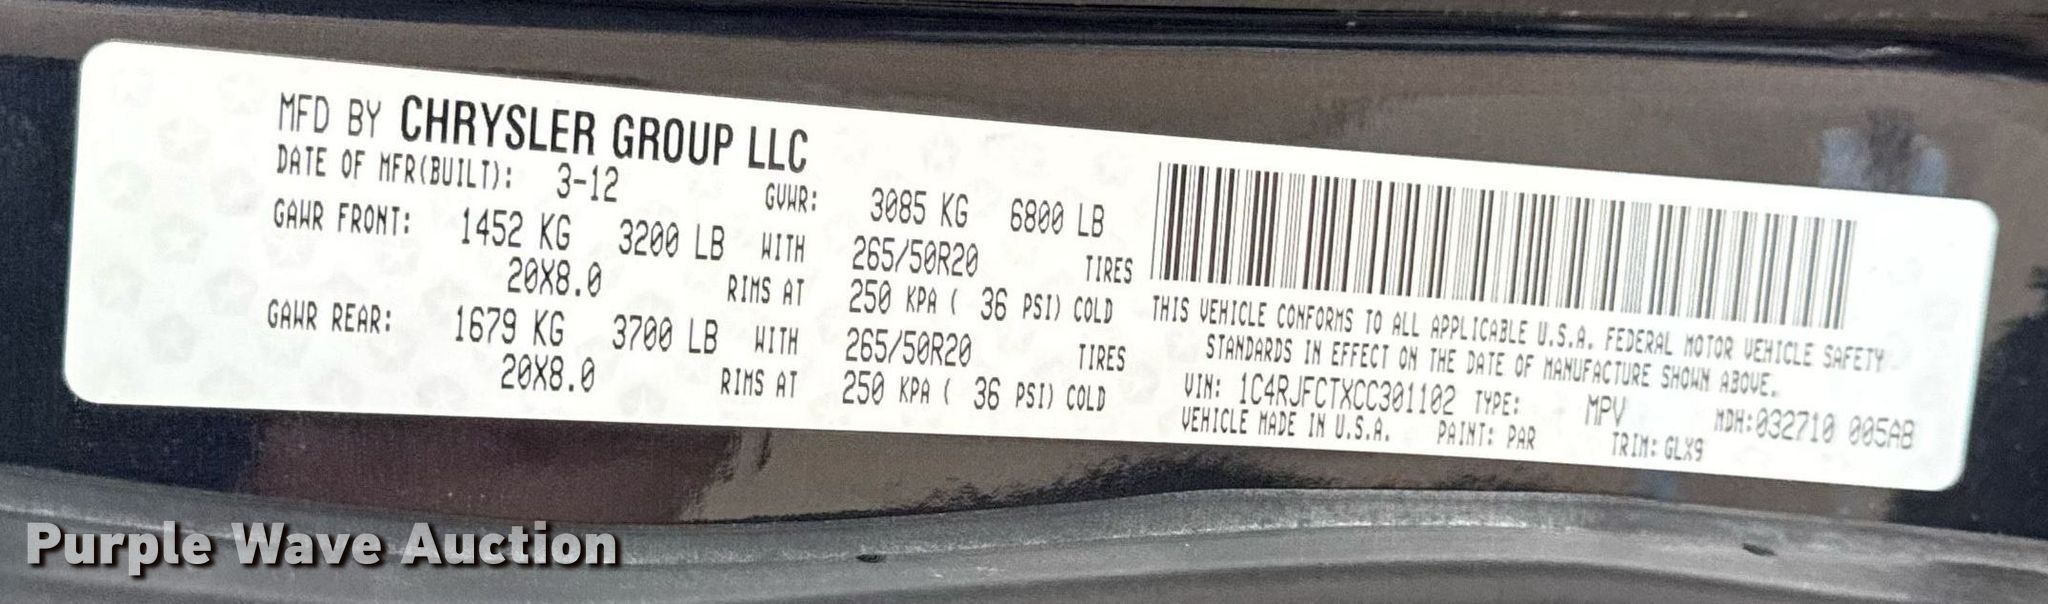 MFD BY CHRYSLER GROUP LLC
DATE OF MFR(BUILT): 3-12 GVWR: 3085 KG 6800 LB
GAWR FRONT: 1452 KG 3200 LB WITH 265/50R20 TIRES
20X8.0 RIMS AT 250 KPA ( 36 PSI) COLD
GAWR REAR: 1679 KG 3700 LB WITH 265/50R20 TIRES
20X8.0 RIMS AT 250 KPA ( 36 PSI) COLD
THIS VEHICLE CONFORMS TO ALL APPLICABLE U.S.A. FEDERAL MOTOR VEHICLE SAFETY
STANDARDS IN EFFECT ON THE DATE OF MANUFACTURE SHOWN ABOVE.
VIN: 1C4RJFCTXCC301102 TYPE: MPV MDH:032710 005AB
VEHICLE MADE IN U.S.A. PAINT: PAR TRIM: GLX9
Purple Wave Auction